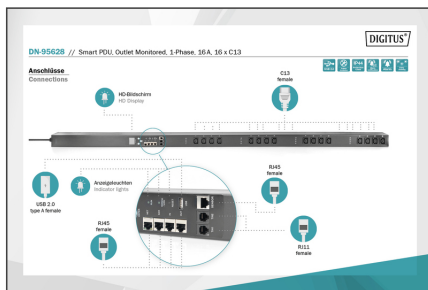 DIGITUS®
DN-95628 // Smart PDU, Outlet Monitored, 1-Phase, 16 A, 16 x C13
Anschlüsse
Connections
C13
female
HD-Bildschirm
HD Display
USB 2.0
type A female
Anzeigeleuchten
Indicator lights
RJ45
female
RJ45
female
RJ11
female